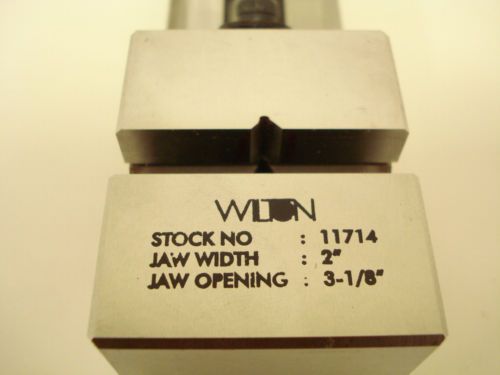 WILTON
STOCK NO : 11714
JAW WIDTH : 2"
JAW OPENING : 3-1/8"